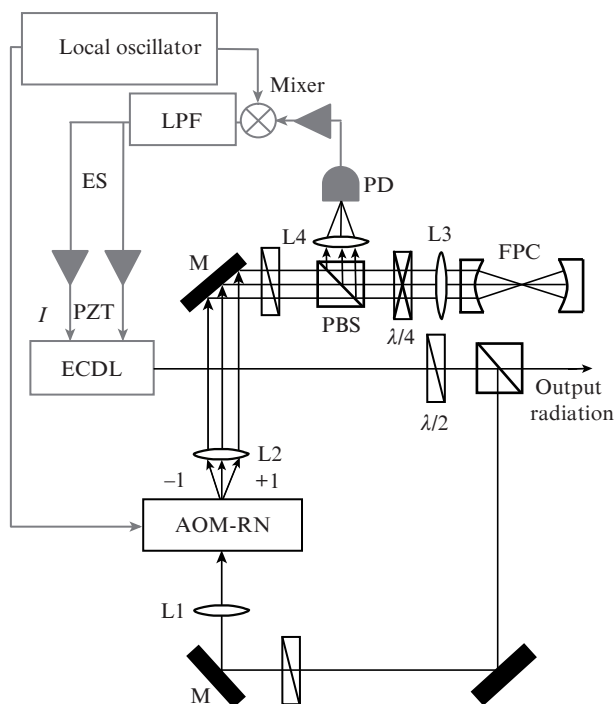 Local oscillator
Mixer
LPF
ES
PD
L4
L3
M
FPC
PBS
λ/4
I
PZT
ECDL
λ/2
Output
radiation
L2
–1
+1
AOM-RN
L1
M